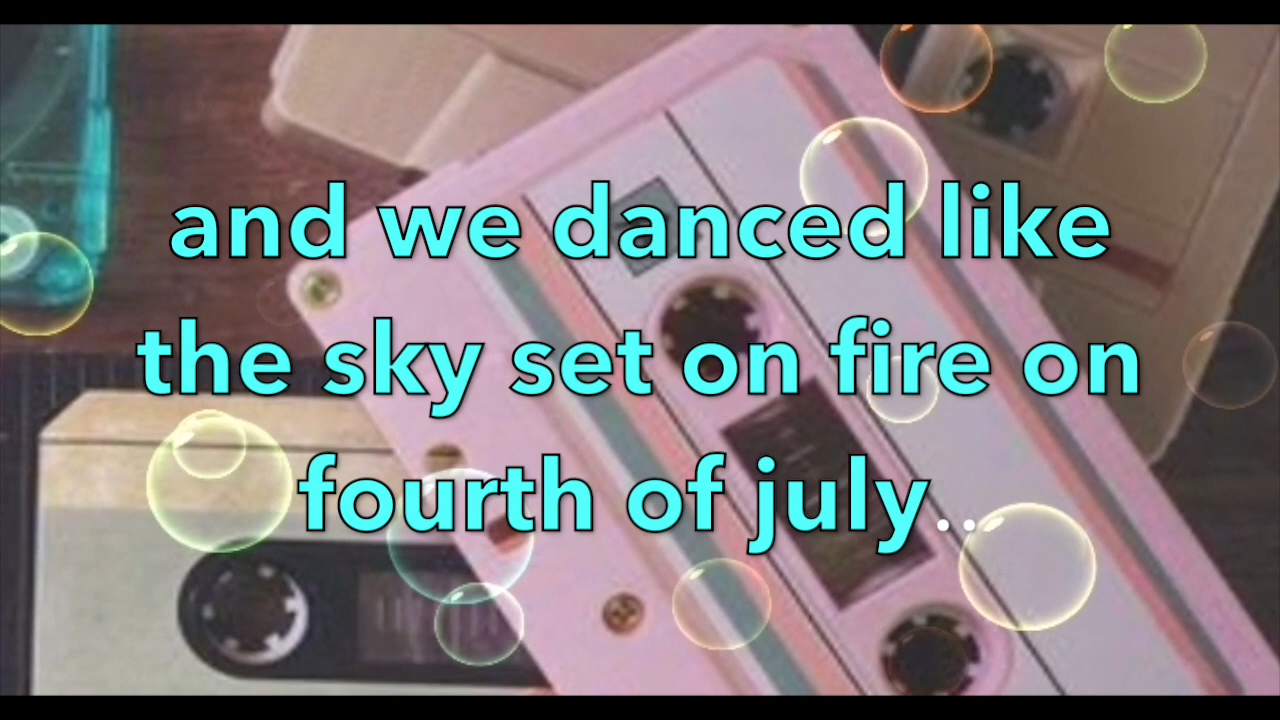 and we danced like
the sky set on fire on
fourth of july..